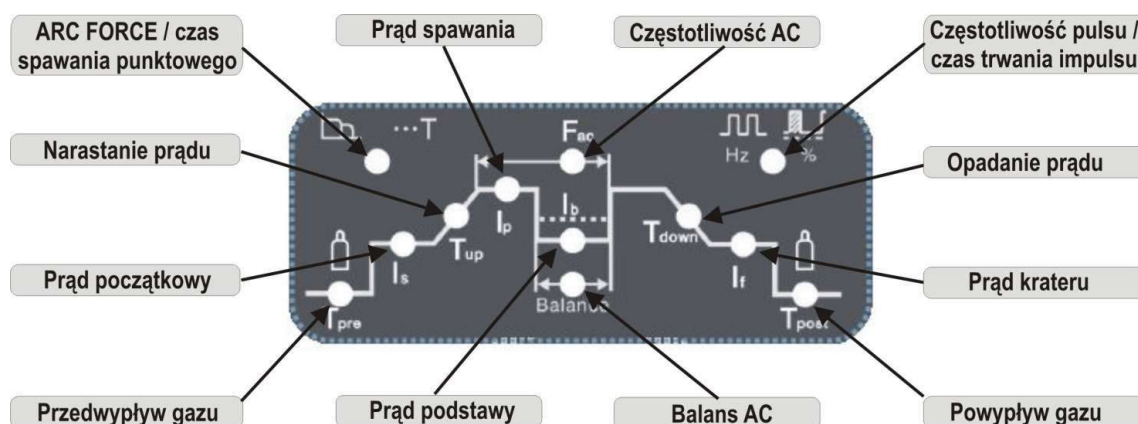 ARC FORCE / czas
spawania punktowego
Prąd spawania
Częstotliwość AC
Częstotliwość pulsu /
czas trwania impulsu
...T
Fac
Hz
%
Narastanie prądu
Opadanie prądu
Ip
Ib
Tup
Tdown
Prąd początkowy
Is
If
Prąd krateru
Balance
Tpre
Tpost
Przedwypływ gazu
Prąd podstawy
Balans AC
Powypływ gazu